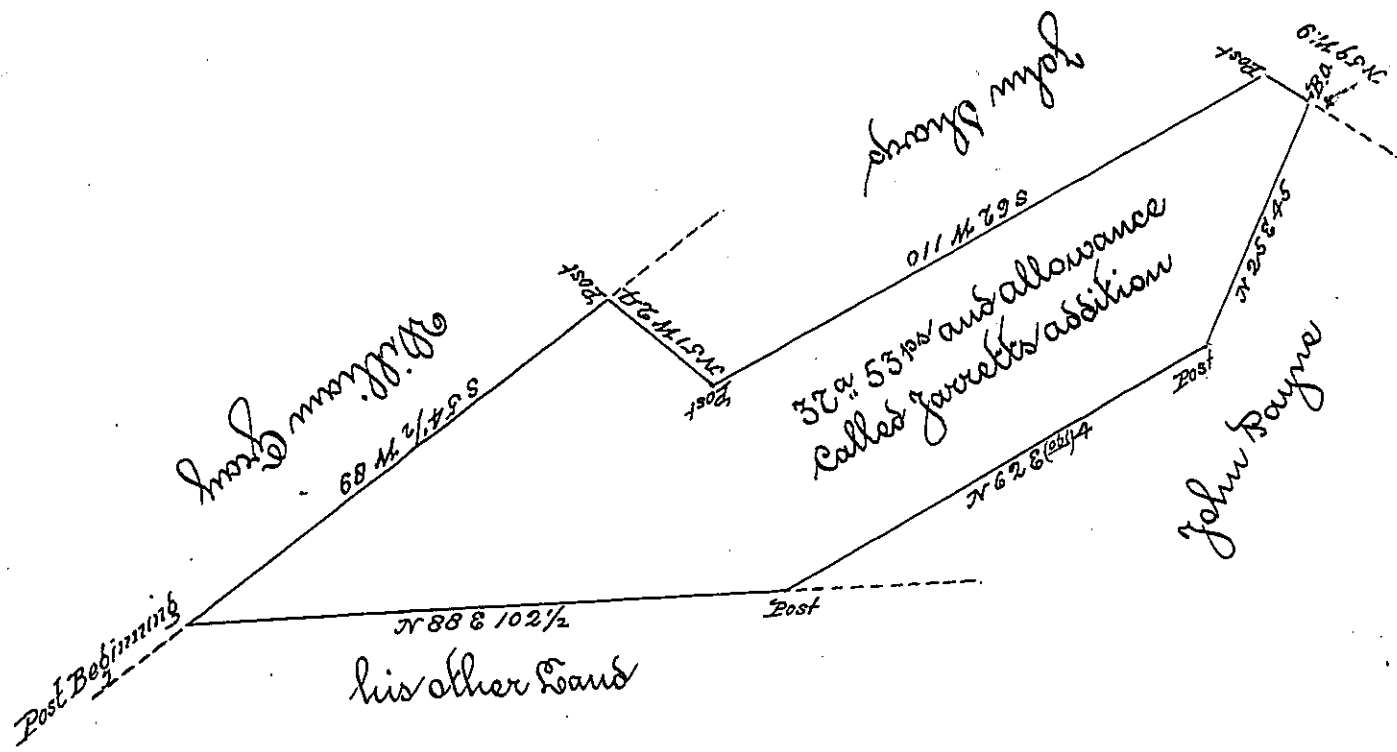 John Sharp
Post
N 59 W. 9
B.O
S 62 W 110
Post
N 51 W 29
Post
William Gray
S 54½ W 89
37a" 53ps and allowance
called Jarretts addition
N 25 E 45
Post
John Payne
N 62 E
Post
N 88 E 102½
Post Beginning
his other Land